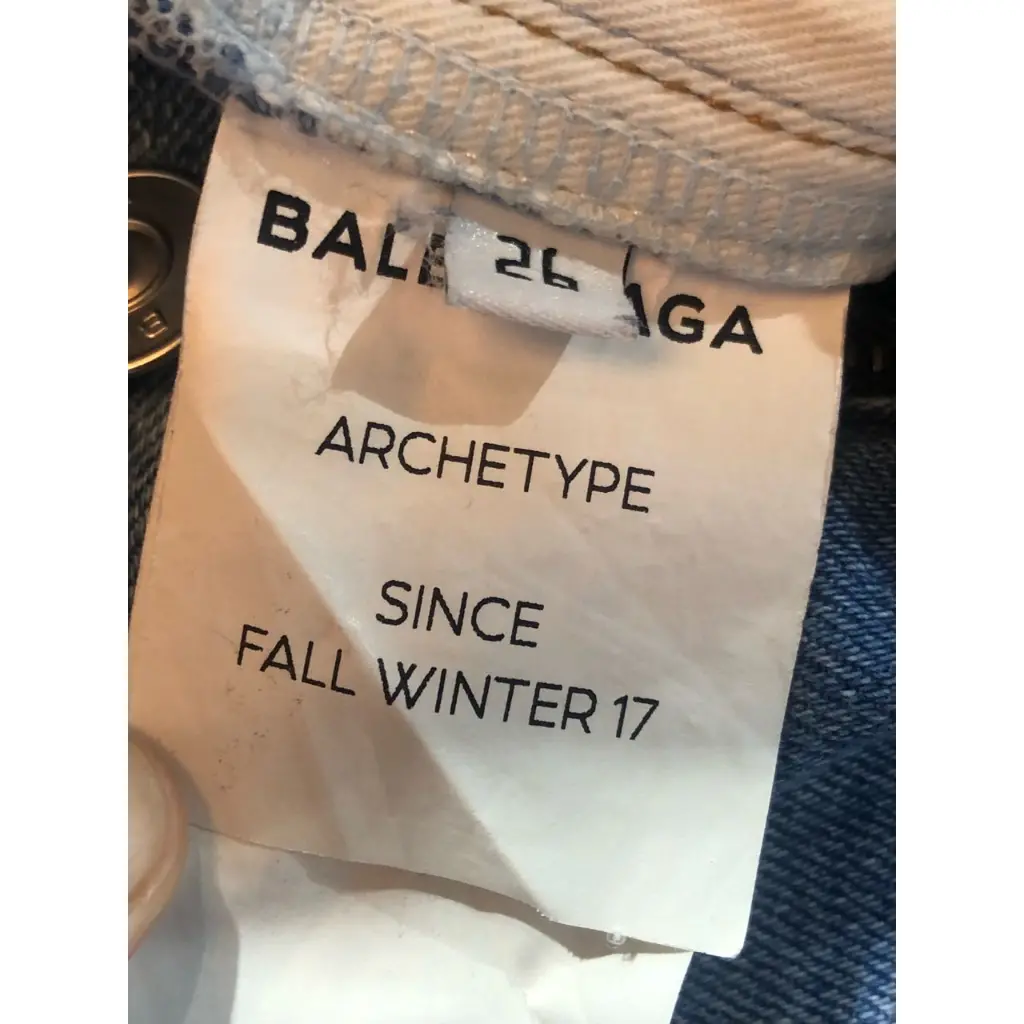 BAL
26
AGA
ARCHETYPE
SINCE
FALL WINTER 17